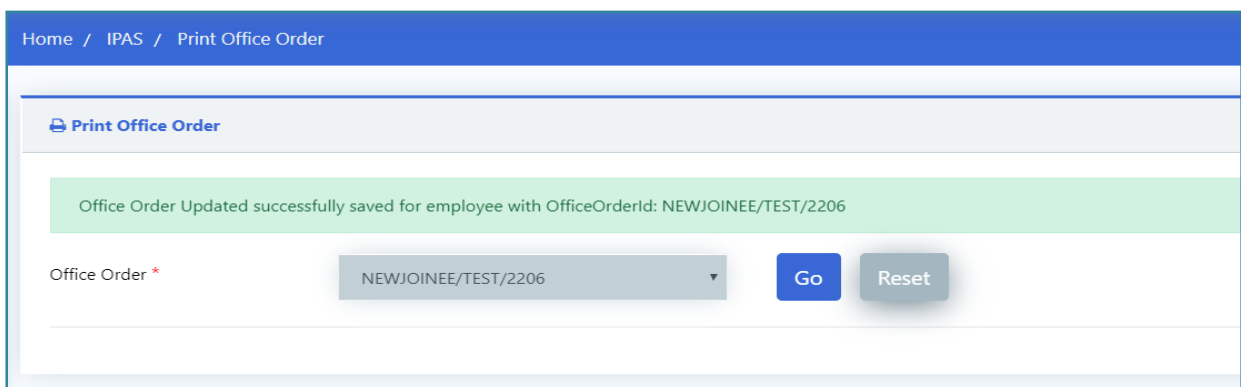 Home / IPAS / Print Office Order
Print Office Order
Office Order Updated successfully saved for employee with OfficeOrderId: NEWJOINEE/TEST/2206
Office Order * NEWJOINEE/TEST/2206 Go Reset